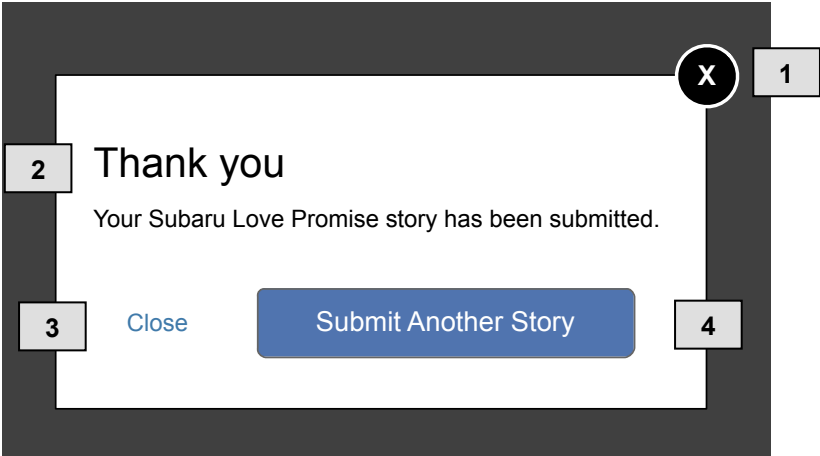 X
1
2
Thank you
Your Subaru Love Promise story has been submitted.
3
Close
Submit Another Story
4